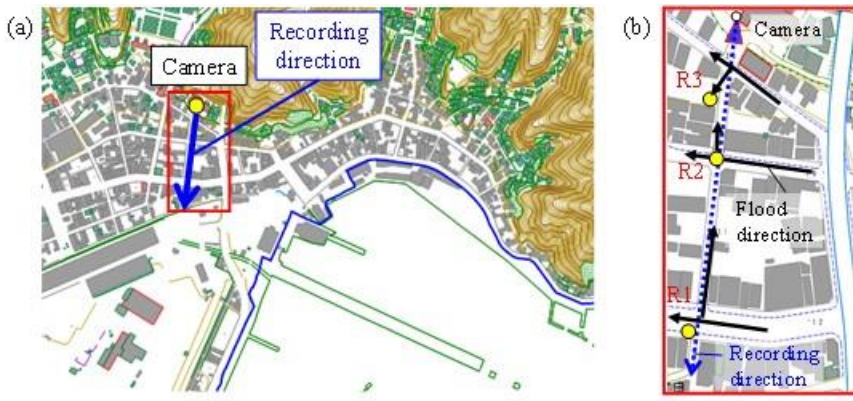 (a)
Recording
direction
Camera
(b)
Camera
R3
R2
Flood
direction
R1
Recording
direction